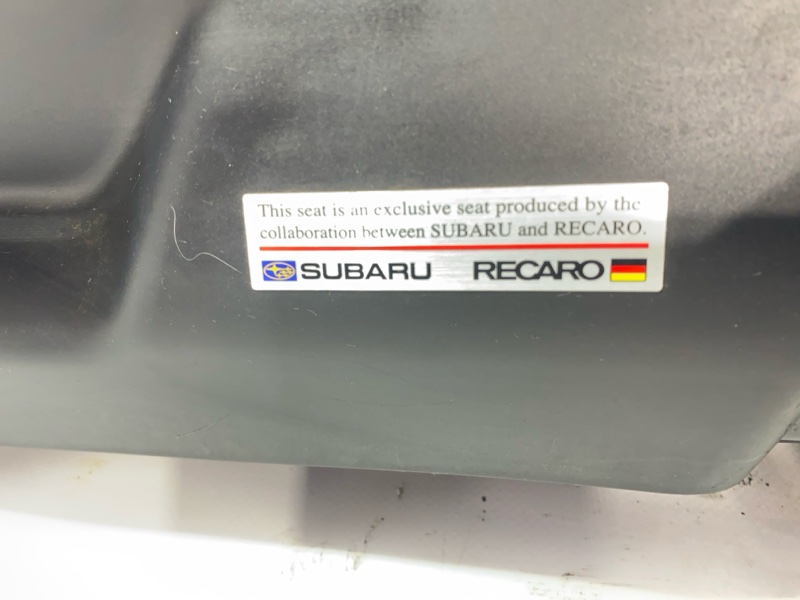 This seat is an exclusive seat produced by the
collaboration between SUBARU and RECARO.
SUBARU RECARO